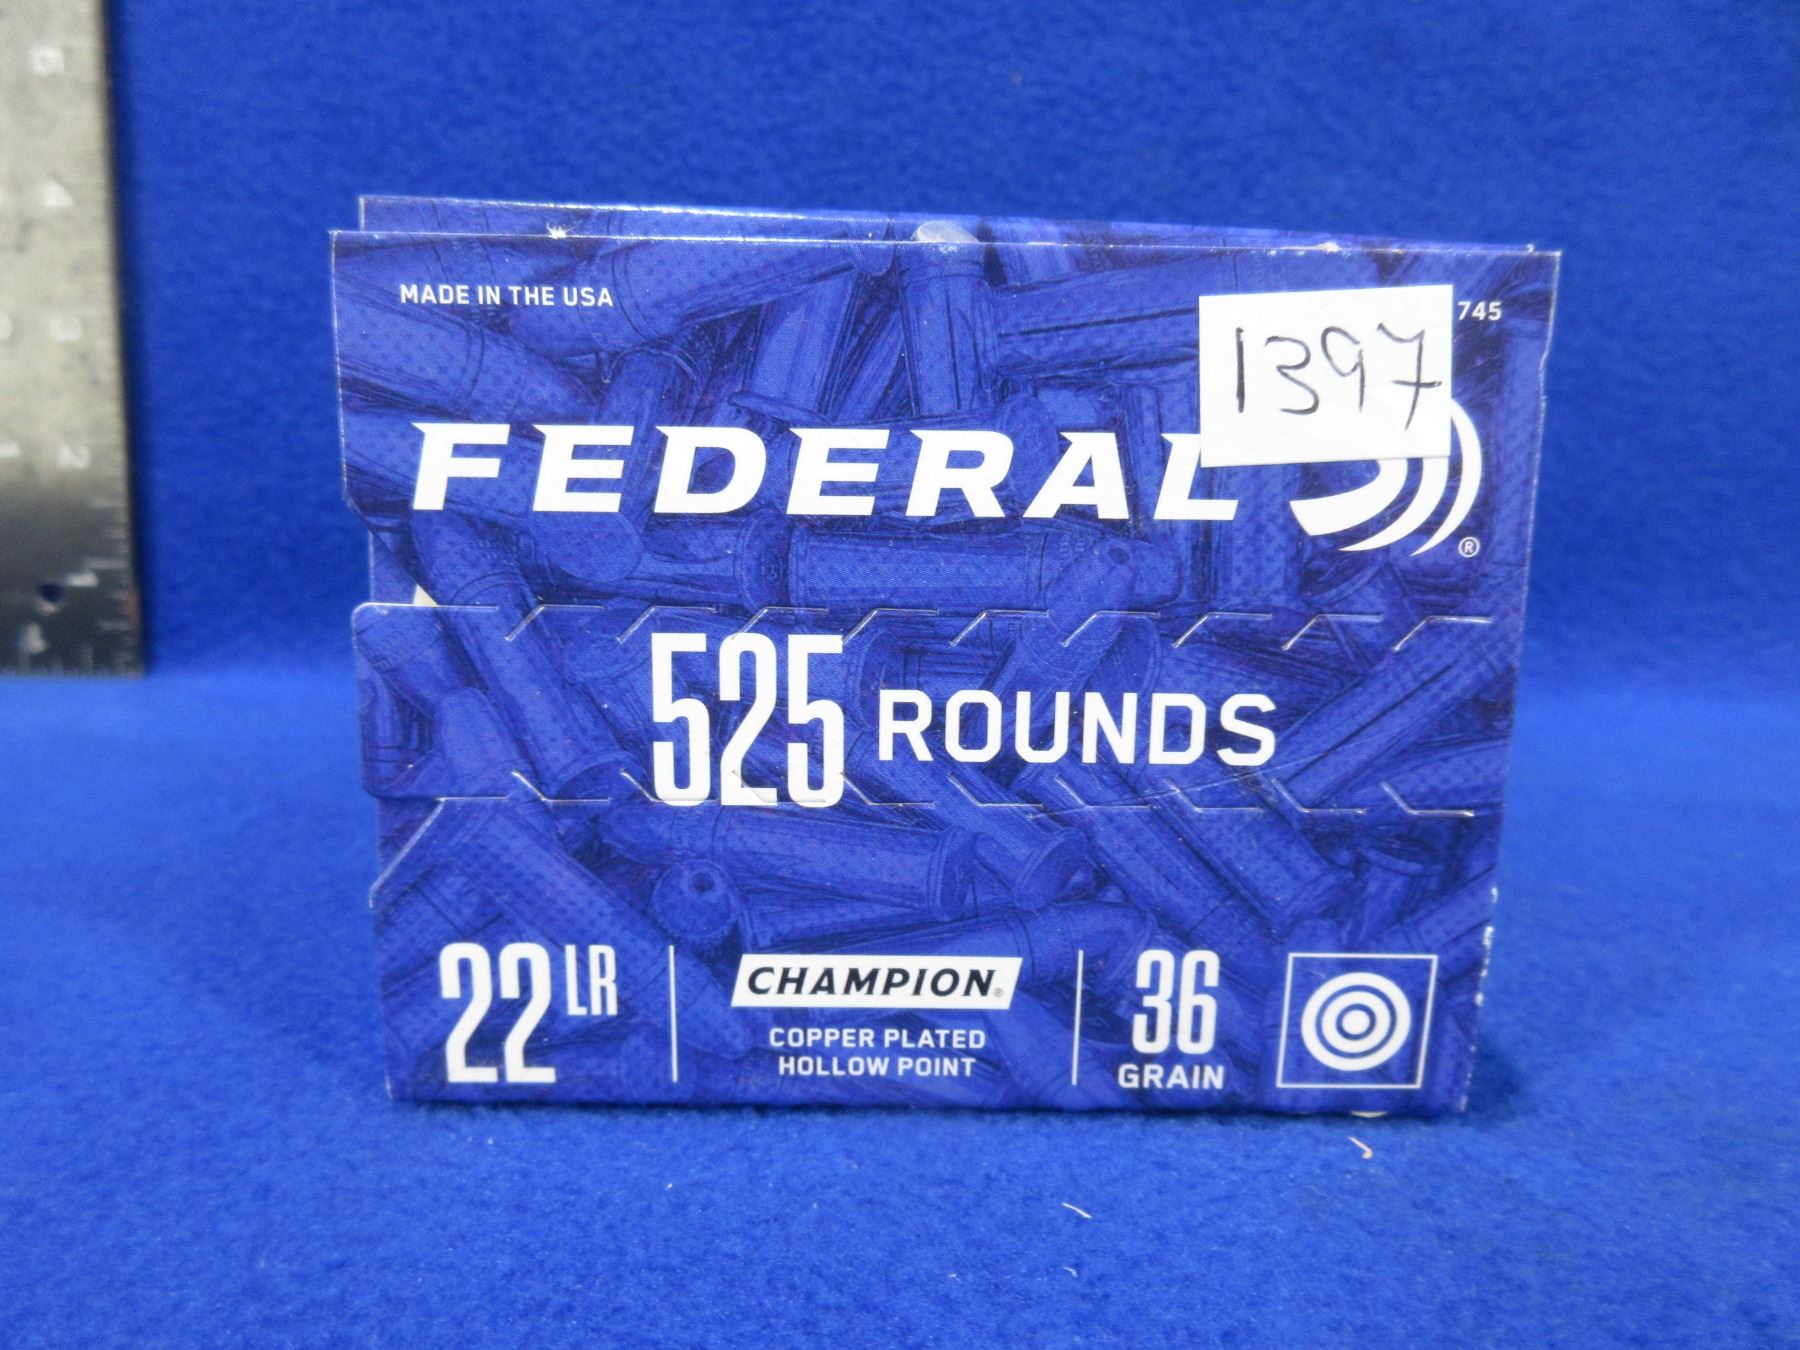 MADE IN THE USA
745
1397
FEDERAL
®
525 ROUNDS
22 LR
CHAMPION®
COPPER PLATED
HOLLOW POINT
36
GRAIN